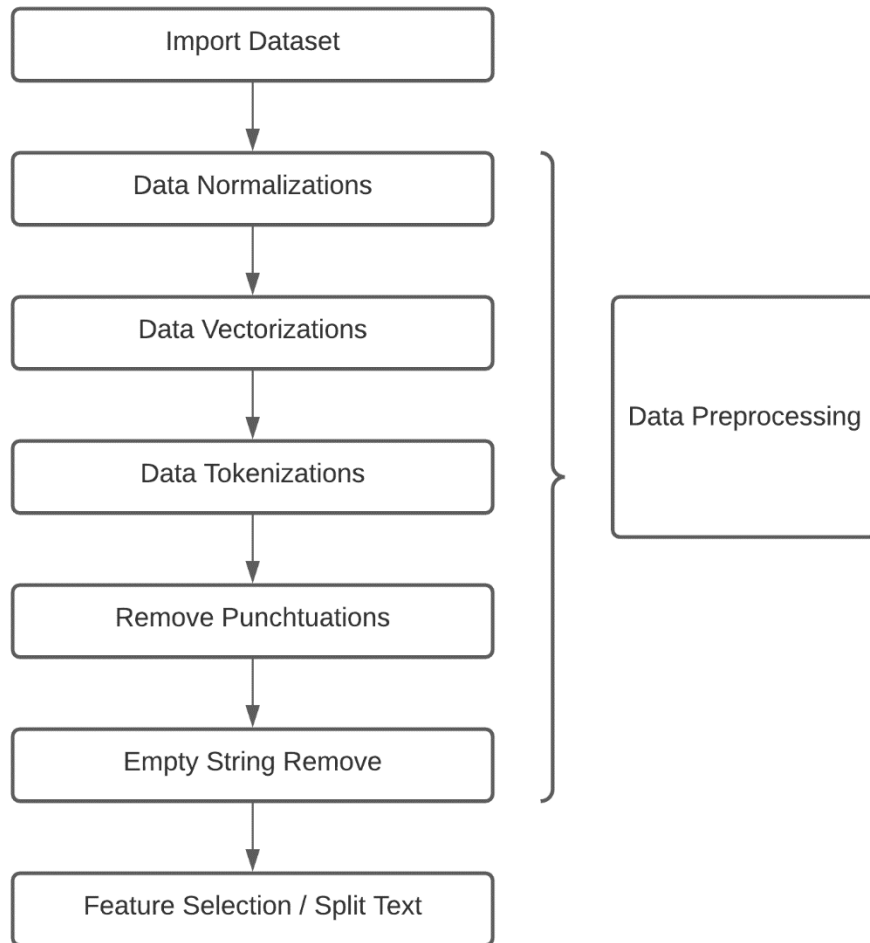 Import Dataset
Data Normalizations
Data Vectorizations
Data Tokenizations
Remove Punchtuations
Empty String Remove
Feature Selection / Split Text
Data Preprocessing